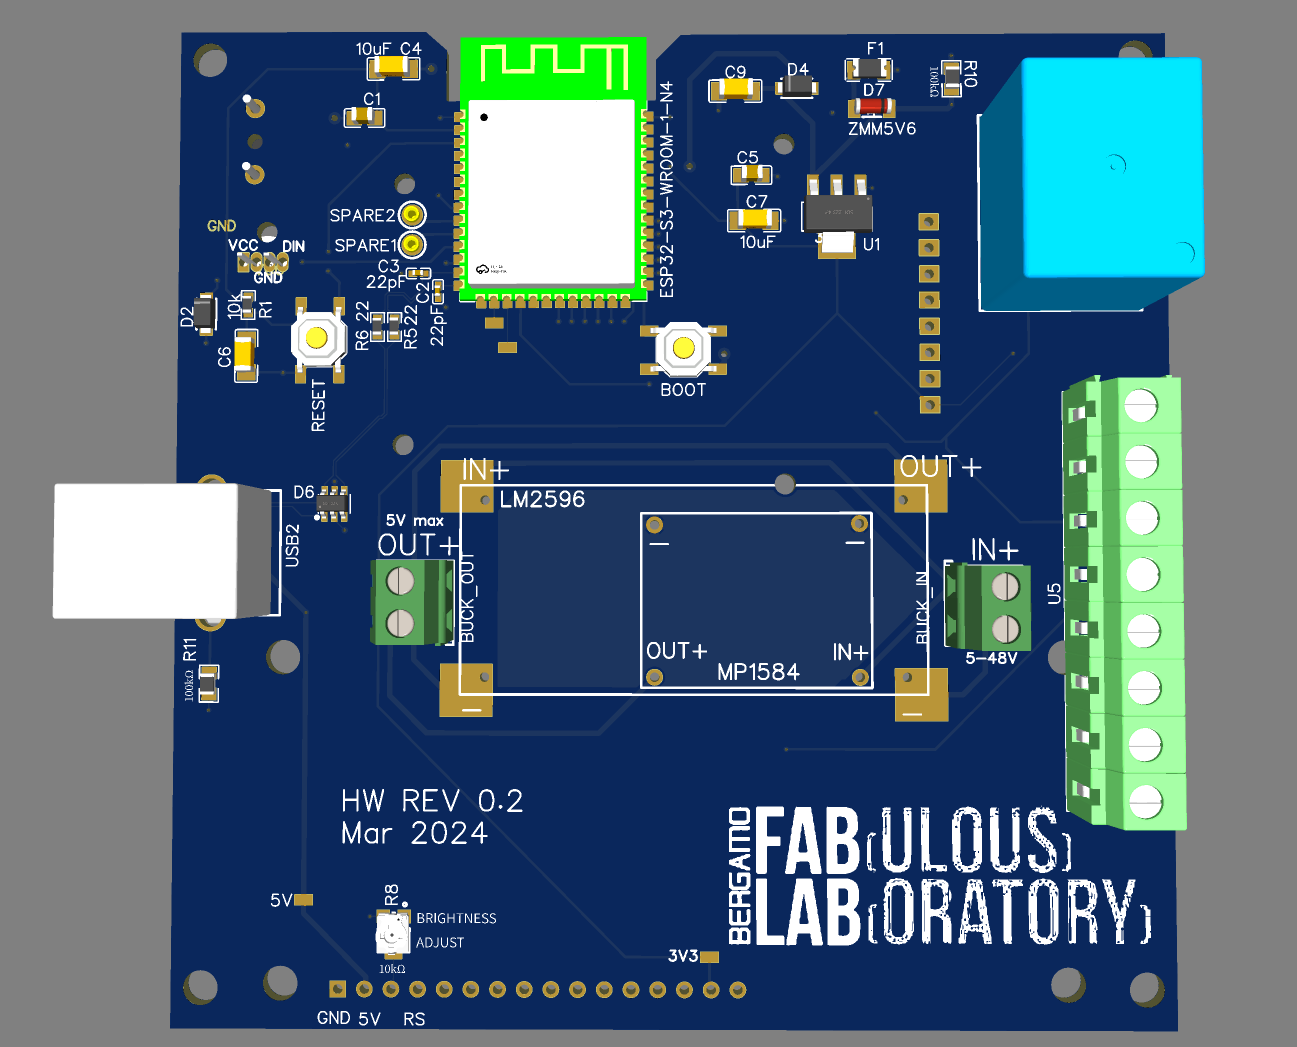 10uF C4
C1
ESP32-S3-WROOM-1-N4
C9
D4
F1
D7
ZMM5V6
100kΩ
R10
SPARE2
SPARE1
GND
VCC
DIN
GND
C3
22pF
C2
22pF
C5
C7
10uF
U1
D2
10K
R1
C6
RESET
R6 22
R5 22
BOOT
IN+
LM2596
OUT+
D6
USB2
5V max
OUT+
BUCK_OUT
OUT+
IN+
MP1584
BUCK_IN
IN+
5-48V
U5
R11
100kΩ
HW REV 0.2
Mar 2024
BERGAMO
FAB{ULOUS}
LAB{ORATORY}
5V
R8
BRIGHTNESS
ADJUST
10kΩ
3V3
GND 5V RS